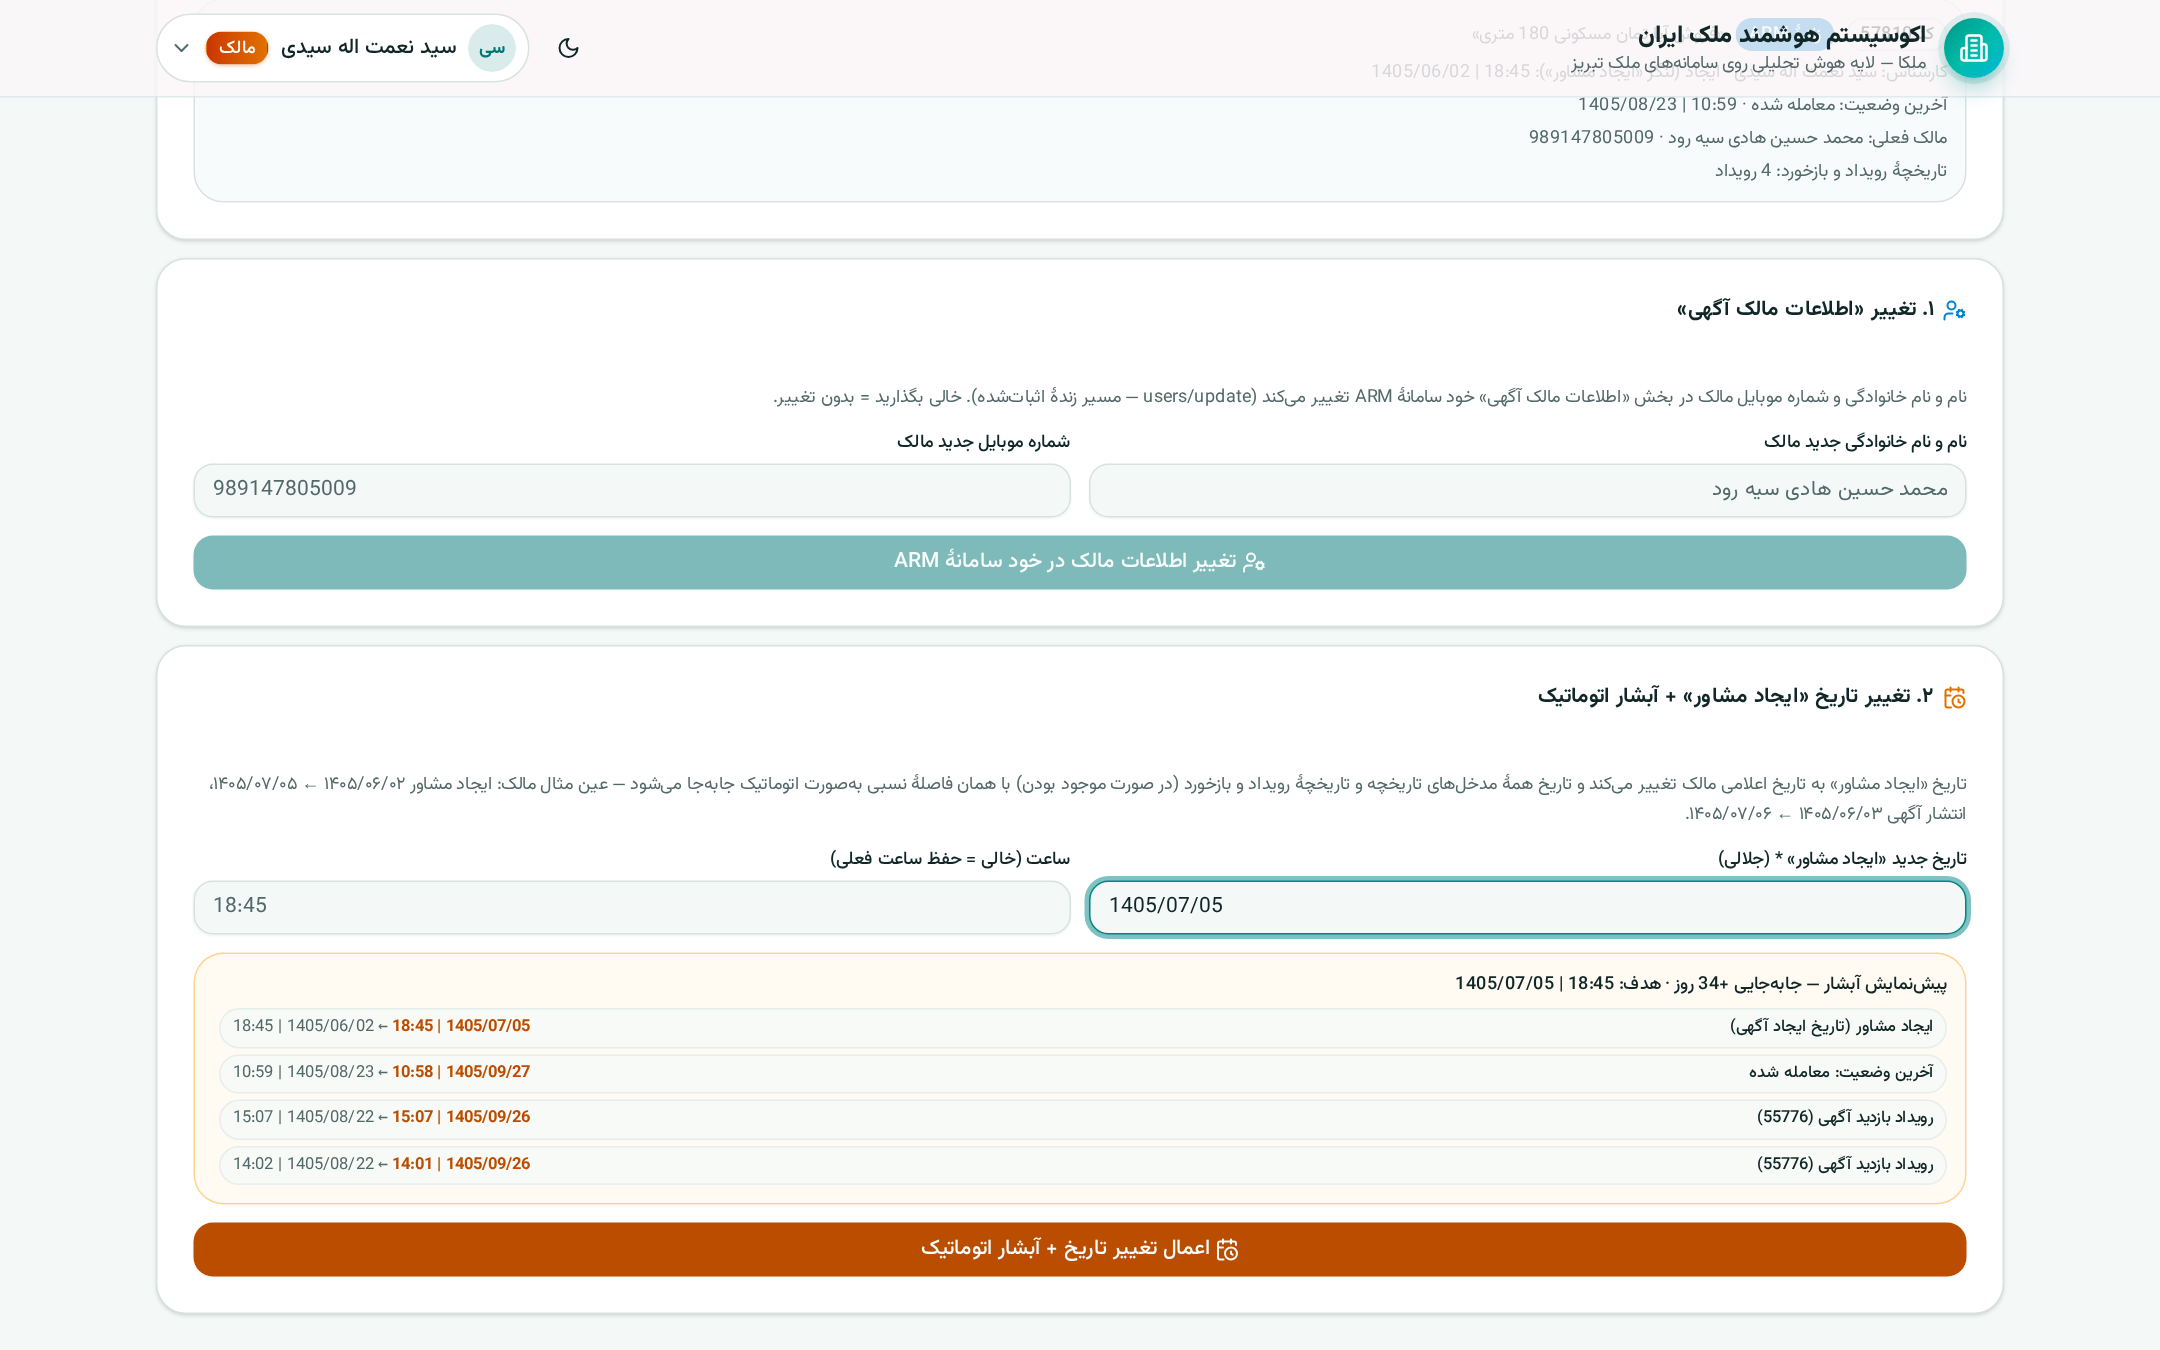 اکوسیستم هوشمند ملک ایران
ملکا — لایه هوش تحلیلی روی سامانه‌های ملک تبریز
سی
سید نعمت اله سیدی
مالک
180 متری»
1405/06/02 | 18:45
آخرین وضعیت: معامله شده · 10:59 | 1405/08/23
مالک فعلی: محمد حسین هادی سیه رود · 989147805009
تاریخچهٔ رویداد و بازخورد: 4 رویداد
۱. تغییر «اطلاعات مالک آگهی»
نام و نام خانوادگی و شماره موبایل مالک در بخش «اطلاعات مالک آگهی» خود سامانهٔ ARM تغییر می‌کند (users/update — مسیر زندهٔ اثبات‌شده). خالی بگذارید = بدون تغییر.
نام و نام خانوادگی جدید مالک
شماره موبایل جدید مالک
محمد حسین هادی سیه رود
989147805009
تغییر اطلاعات مالک در خود سامانهٔ ARM
۲. تغییر تاریخ «ایجاد مشاور» + آبشار اتوماتیک
تاریخ «ایجاد مشاور» به تاریخ اعلامی مالک تغییر می‌کند و تاریخ همهٔ مدخل‌های تاریخچه و تاریخچهٔ رویداد و بازخورد (در صورت موجود بودن) با همان فاصلهٔ نسبی به‌صورت اتوماتیک جابه‌جا می‌شود — عین مثال مالک: ایجاد مشاور ۱۴۰۵/۰۶/۰۲ ← ۱۴۰۵/۰۷/۰۵،
انتشار آگهی ۱۴۰۵/۰۶/۰۳ ← ۱۴۰۵/۰۷/۰۶.
تاریخ جدید «ایجاد مشاور» * (جلالی)
ساعت (خالی = حفظ ساعت فعلی)
1405/07/05
18:45
پیش‌نمایش آبشار — جابه‌جایی +34 روز · هدف: 18:45 | 1405/07/05
ایجاد مشاور (تاریخ ایجاد آگهی)
18:45 | 1405/06/02 ← 18:45 | 1405/07/05
آخرین وضعیت: معامله شده
10:59 | 1405/08/23 ← 10:58 | 1405/09/27
رویداد بازدید آگهی (55776)
15:07 | 1405/08/22 ← 15:07 | 1405/09/26
رویداد بازدید آگهی (55776)
14:02 | 1405/08/22 ← 14:01 | 1405/09/26
اعمال تغییر تاریخ + آبشار اتوماتیک